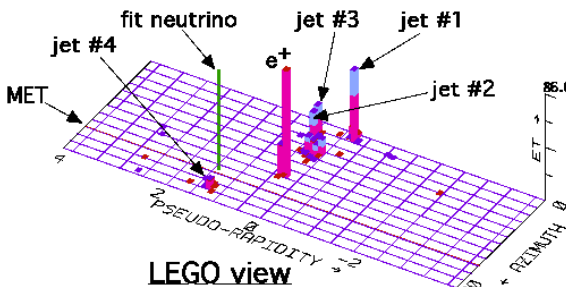 fit neutrino
jet #3
jet #1
jet #4
e+
jet #2
MET
86.0
ET →
4
2
0
-2
PSEUDO-RAPIDITY →
0
0
← AZIMUTH
LEGO view